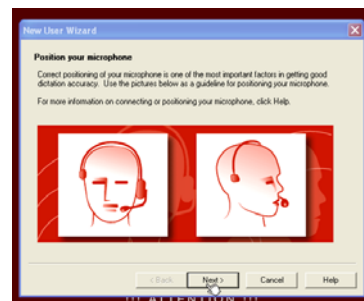 New User Wizard
Position your microphone
Correct positioning of your microphone is one of the most important factors in getting good
dictation accuracy. Use the pictures below as a guideline for positioning your microphone.
For more information on connecting or positioning your microphone, click Help.
< Back Next > Cancel Help
!!! ATTENTION !!!